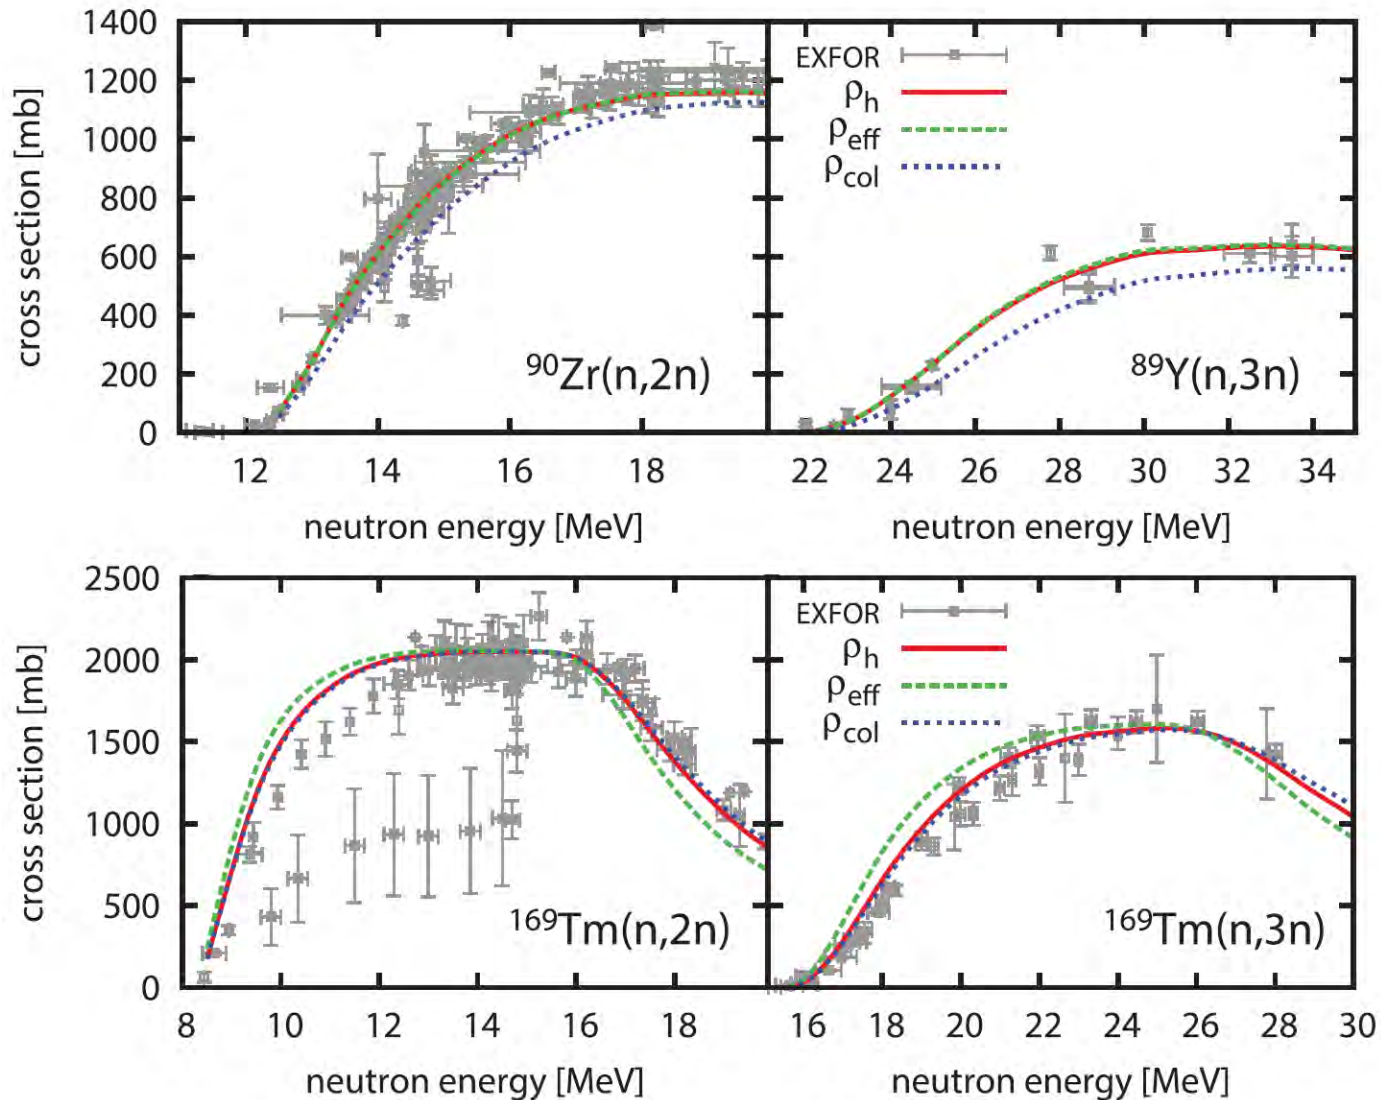 1400
1200
1000
800
600
400
200
0
cross section [mb]
12 14 16 18
neutron energy [MeV]
⁹⁰Zr(n,2n)
EXFOR
ρh
ρeff
ρcol
⁸⁹Y(n,3n)
22 24 26 28 30 32 34
neutron energy [MeV]
2500
2000
1500
1000
500
0
cross section [mb]
8 10 12 14 16 18
neutron energy [MeV]
¹⁶⁹Tm(n,2n)
EXFOR
ρh
ρeff
ρcol
¹⁶⁹Tm(n,3n)
16 18 20 22 24 26 28 30
neutron energy [MeV]